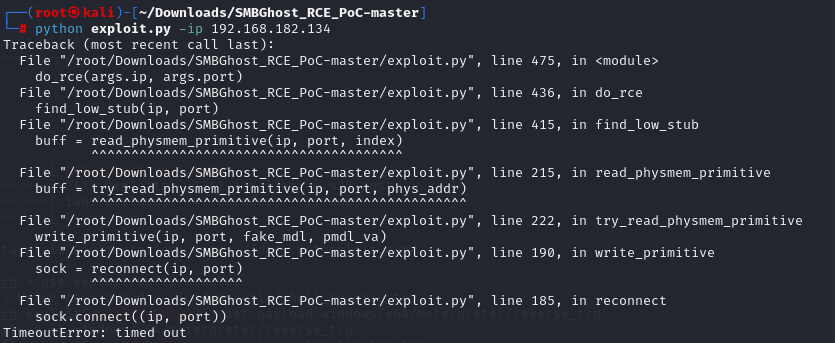 ┌──(root㉿kali)-[~/Downloads/SMBGhost_RCE_PoC-master]
└─# python exploit.py -ip 192.168.182.134
Traceback (most recent call last):
  File "/root/Downloads/SMBGhost_RCE_PoC-master/exploit.py", line 475, in <module>
    do_rce(args.ip, args.port)
  File "/root/Downloads/SMBGhost_RCE_PoC-master/exploit.py", line 436, in do_rce
    find_low_stub(ip, port)
  File "/root/Downloads/SMBGhost_RCE_PoC-master/exploit.py", line 415, in find_low_stub
    buff = read_physmem_primitive(ip, port, index)
           ^^^^^^^^^^^^^^^^^^^^^^^^^^^^^^^^^^^^^^^
  File "/root/Downloads/SMBGhost_RCE_PoC-master/exploit.py", line 215, in read_physmem_primitive
    buff = try_read_physmem_primitive(ip, port, phys_addr)
           ^^^^^^^^^^^^^^^^^^^^^^^^^^^^^^^^^^^^^^^^^^^^^^^
  File "/root/Downloads/SMBGhost_RCE_PoC-master/exploit.py", line 222, in try_read_physmem_primitive
    write_primitive(ip, port, fake_mdl, pmdl_va)
  File "/root/Downloads/SMBGhost_RCE_PoC-master/exploit.py", line 190, in write_primitive
    sock = reconnect(ip, port)
           ^^^^^^^^^^^^^^^^^^^
  File "/root/Downloads/SMBGhost_RCE_PoC-master/exploit.py", line 185, in reconnect
    sock.connect((ip, port))
TimeoutError: timed out